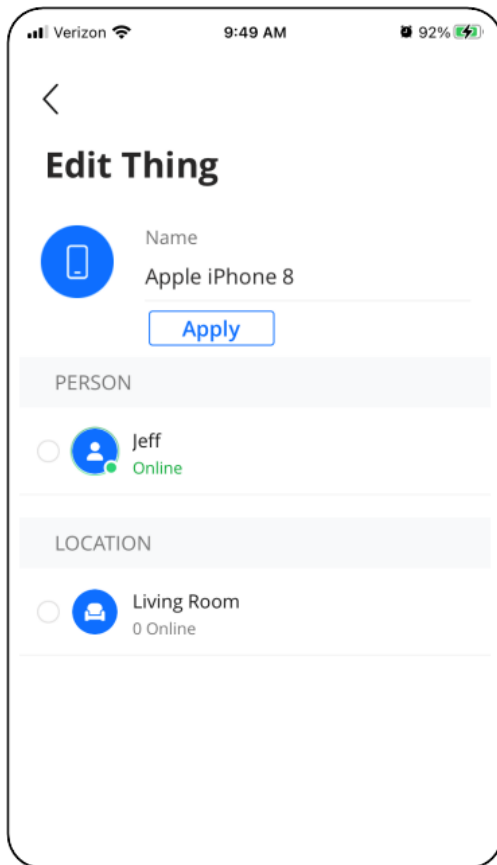 Verizon 9:49 AM 92%
Edit Thing
Name
Apple iPhone 8
Apply
PERSON
Jeff
Online
LOCATION
Living Room
0 Online